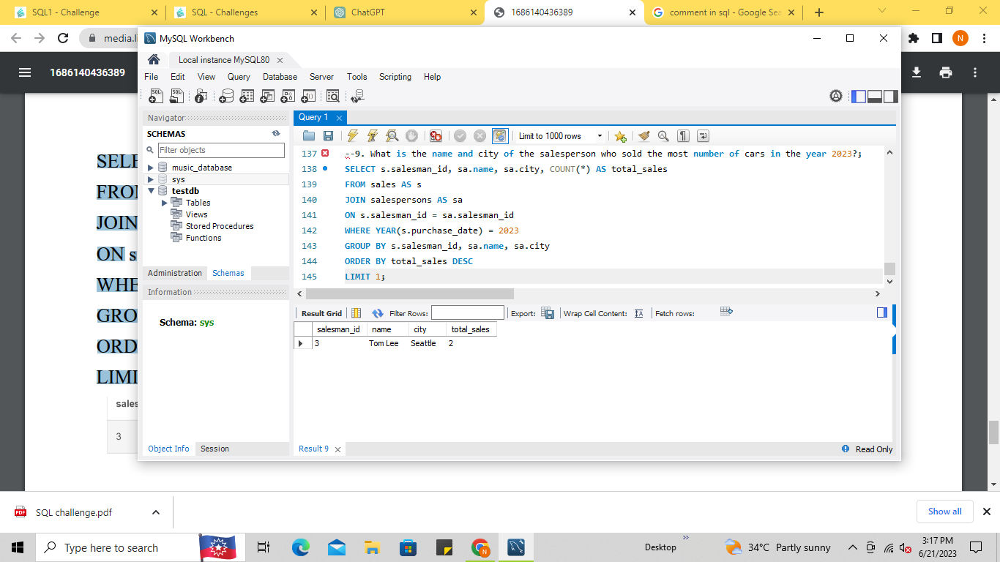 SQL1 - Challenge
SQL - Challenges
ChatGPT
1686140436389
comment in sql - Google Sea
media.l
N
1686140436389
MySQL Workbench
Local instance MySQL80
File Edit View Query Database Server Tools Scripting Help
Navigator
SCHEMAS
Filter objects
music_database
sys
testdb
Tables
Views
Stored Procedures
Functions
Administration Schemas
Information
Schema: sys
Object Info Session
Query 1
Limit to 1000 rows
137 --9. What is the name and city of the salesperson who sold the most number of cars in the year 2023?;
138 SELECT s.salesman_id, sa.name, sa.city, COUNT(*) AS total_sales
139 FROM sales AS s
140 JOIN salespersons AS sa
141 ON s.salesman_id = sa.salesman_id
142 WHERE YEAR(s.purchase_date) = 2023
143 GROUP BY s.salesman_id, sa.name, sa.city
144 ORDER BY total_sales DESC
145 LIMIT 1;
Result Grid Filter Rows: Export: Wrap Cell Content: Fetch rows:
salesman_id name city total_sales
3 Tom Lee Seattle 2
Result 9 Read Only
SELE
FROM
JOIN
ON s
WHE
GRO
ORD
LIMI
sales
3
SQL challenge.pdf
Show all
Type here to search
Desktop
34°C Partly sunny
3:17 PM
6/21/2023